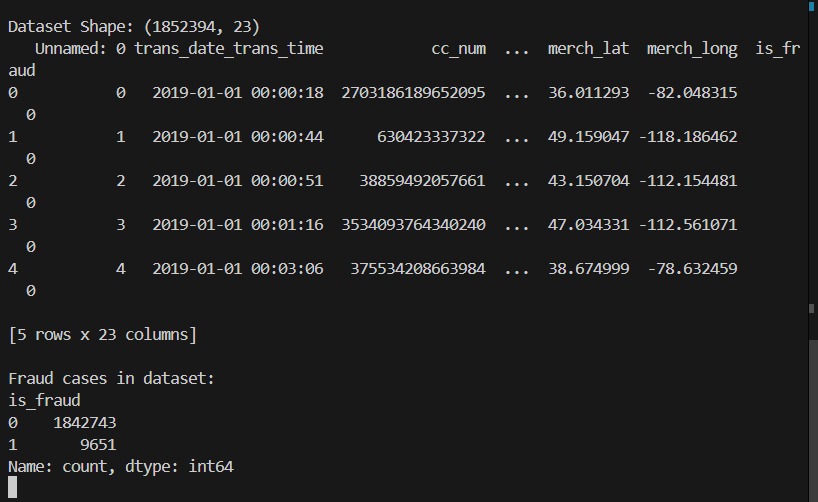 Dataset Shape: (1852394, 23)
   Unnamed: 0 trans_date_trans_time            cc_num  ...  merch_lat  merch_long  is_fr
aud
0           0   2019-01-01 00:00:18  2703186189652095  ...  36.011293  -82.048315
  0
1           1   2019-01-01 00:00:44      630423337322  ...  49.159047 -118.186462
  0
2           2   2019-01-01 00:00:51    38859492057661  ...  43.150704 -112.154481
  0
3           3   2019-01-01 00:01:16  3534093764340240  ...  47.034331 -112.561071
  0
4           4   2019-01-01 00:03:06   375534208663984  ...  38.674999  -78.632459
  0
[5 rows x 23 columns]
Fraud cases in dataset:
is_fraud
0    1842743
1       9651
Name: count, dtype: int64